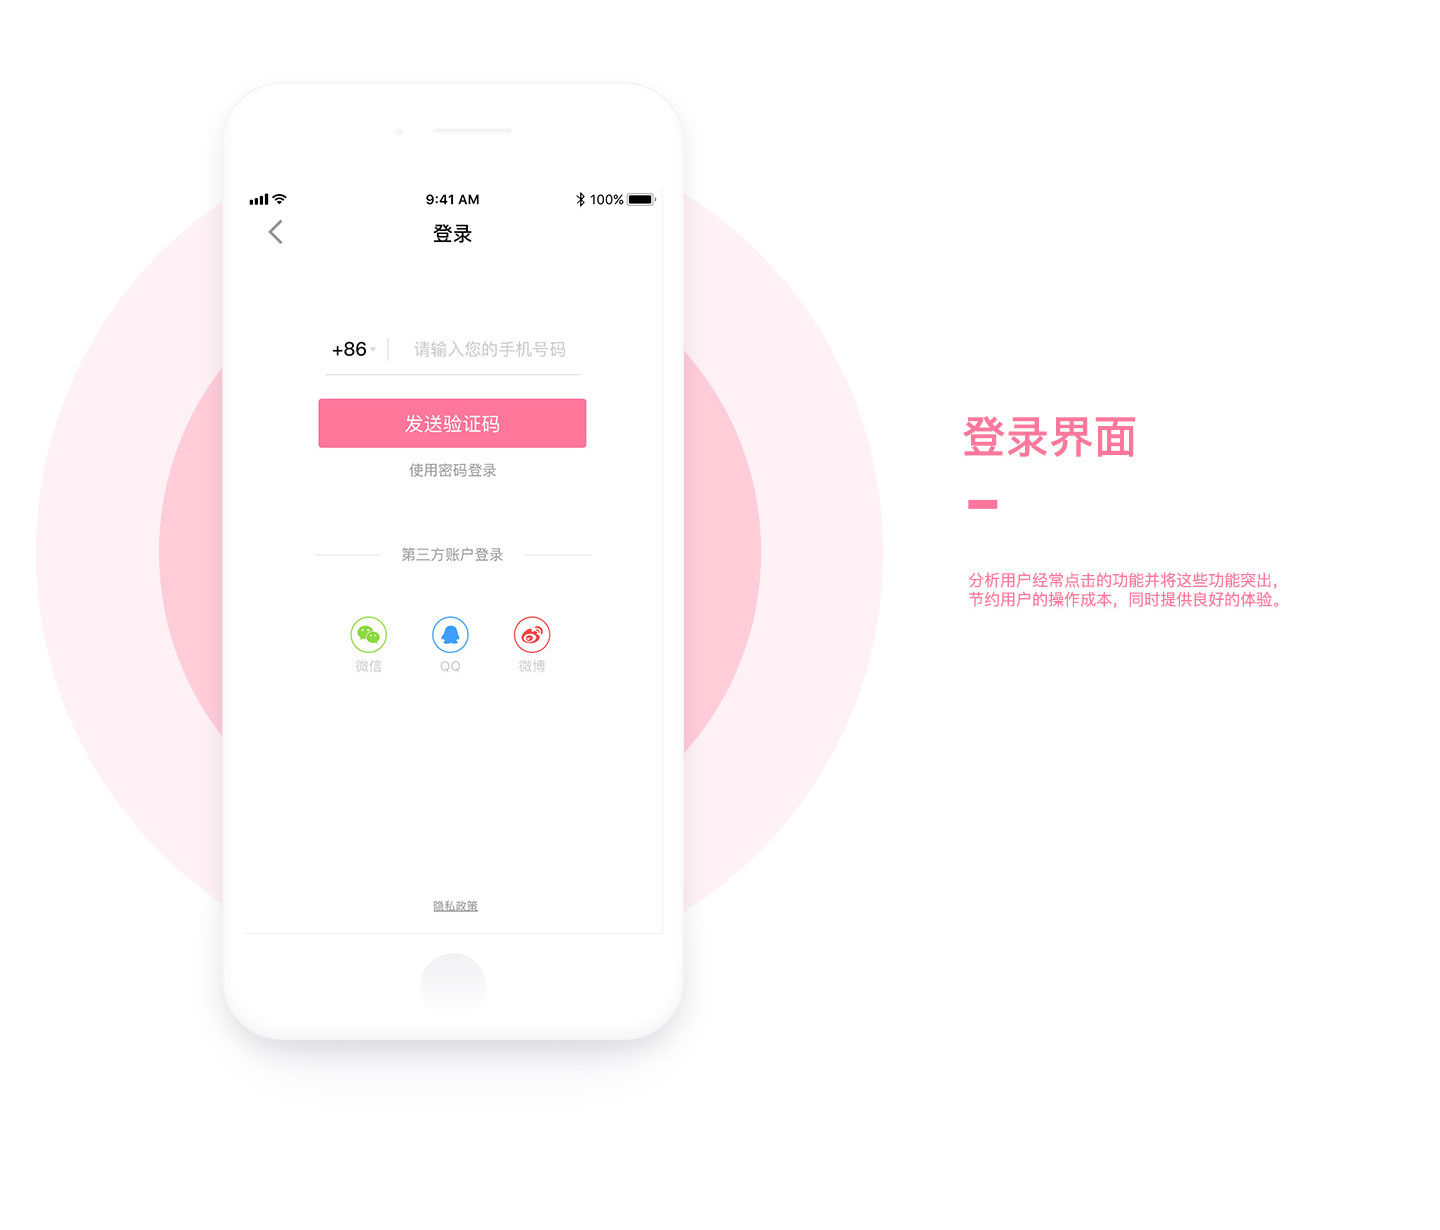 9:41 AM
100%
登录
+86
请输入您的手机号码
发送验证码
使用密码登录
第三方账户登录
微信
QQ
微博
隐私政策
登录界面
分析用户经常点击的功能并将这些功能突出，
节约用户的操作成本，同时提供良好的体验。